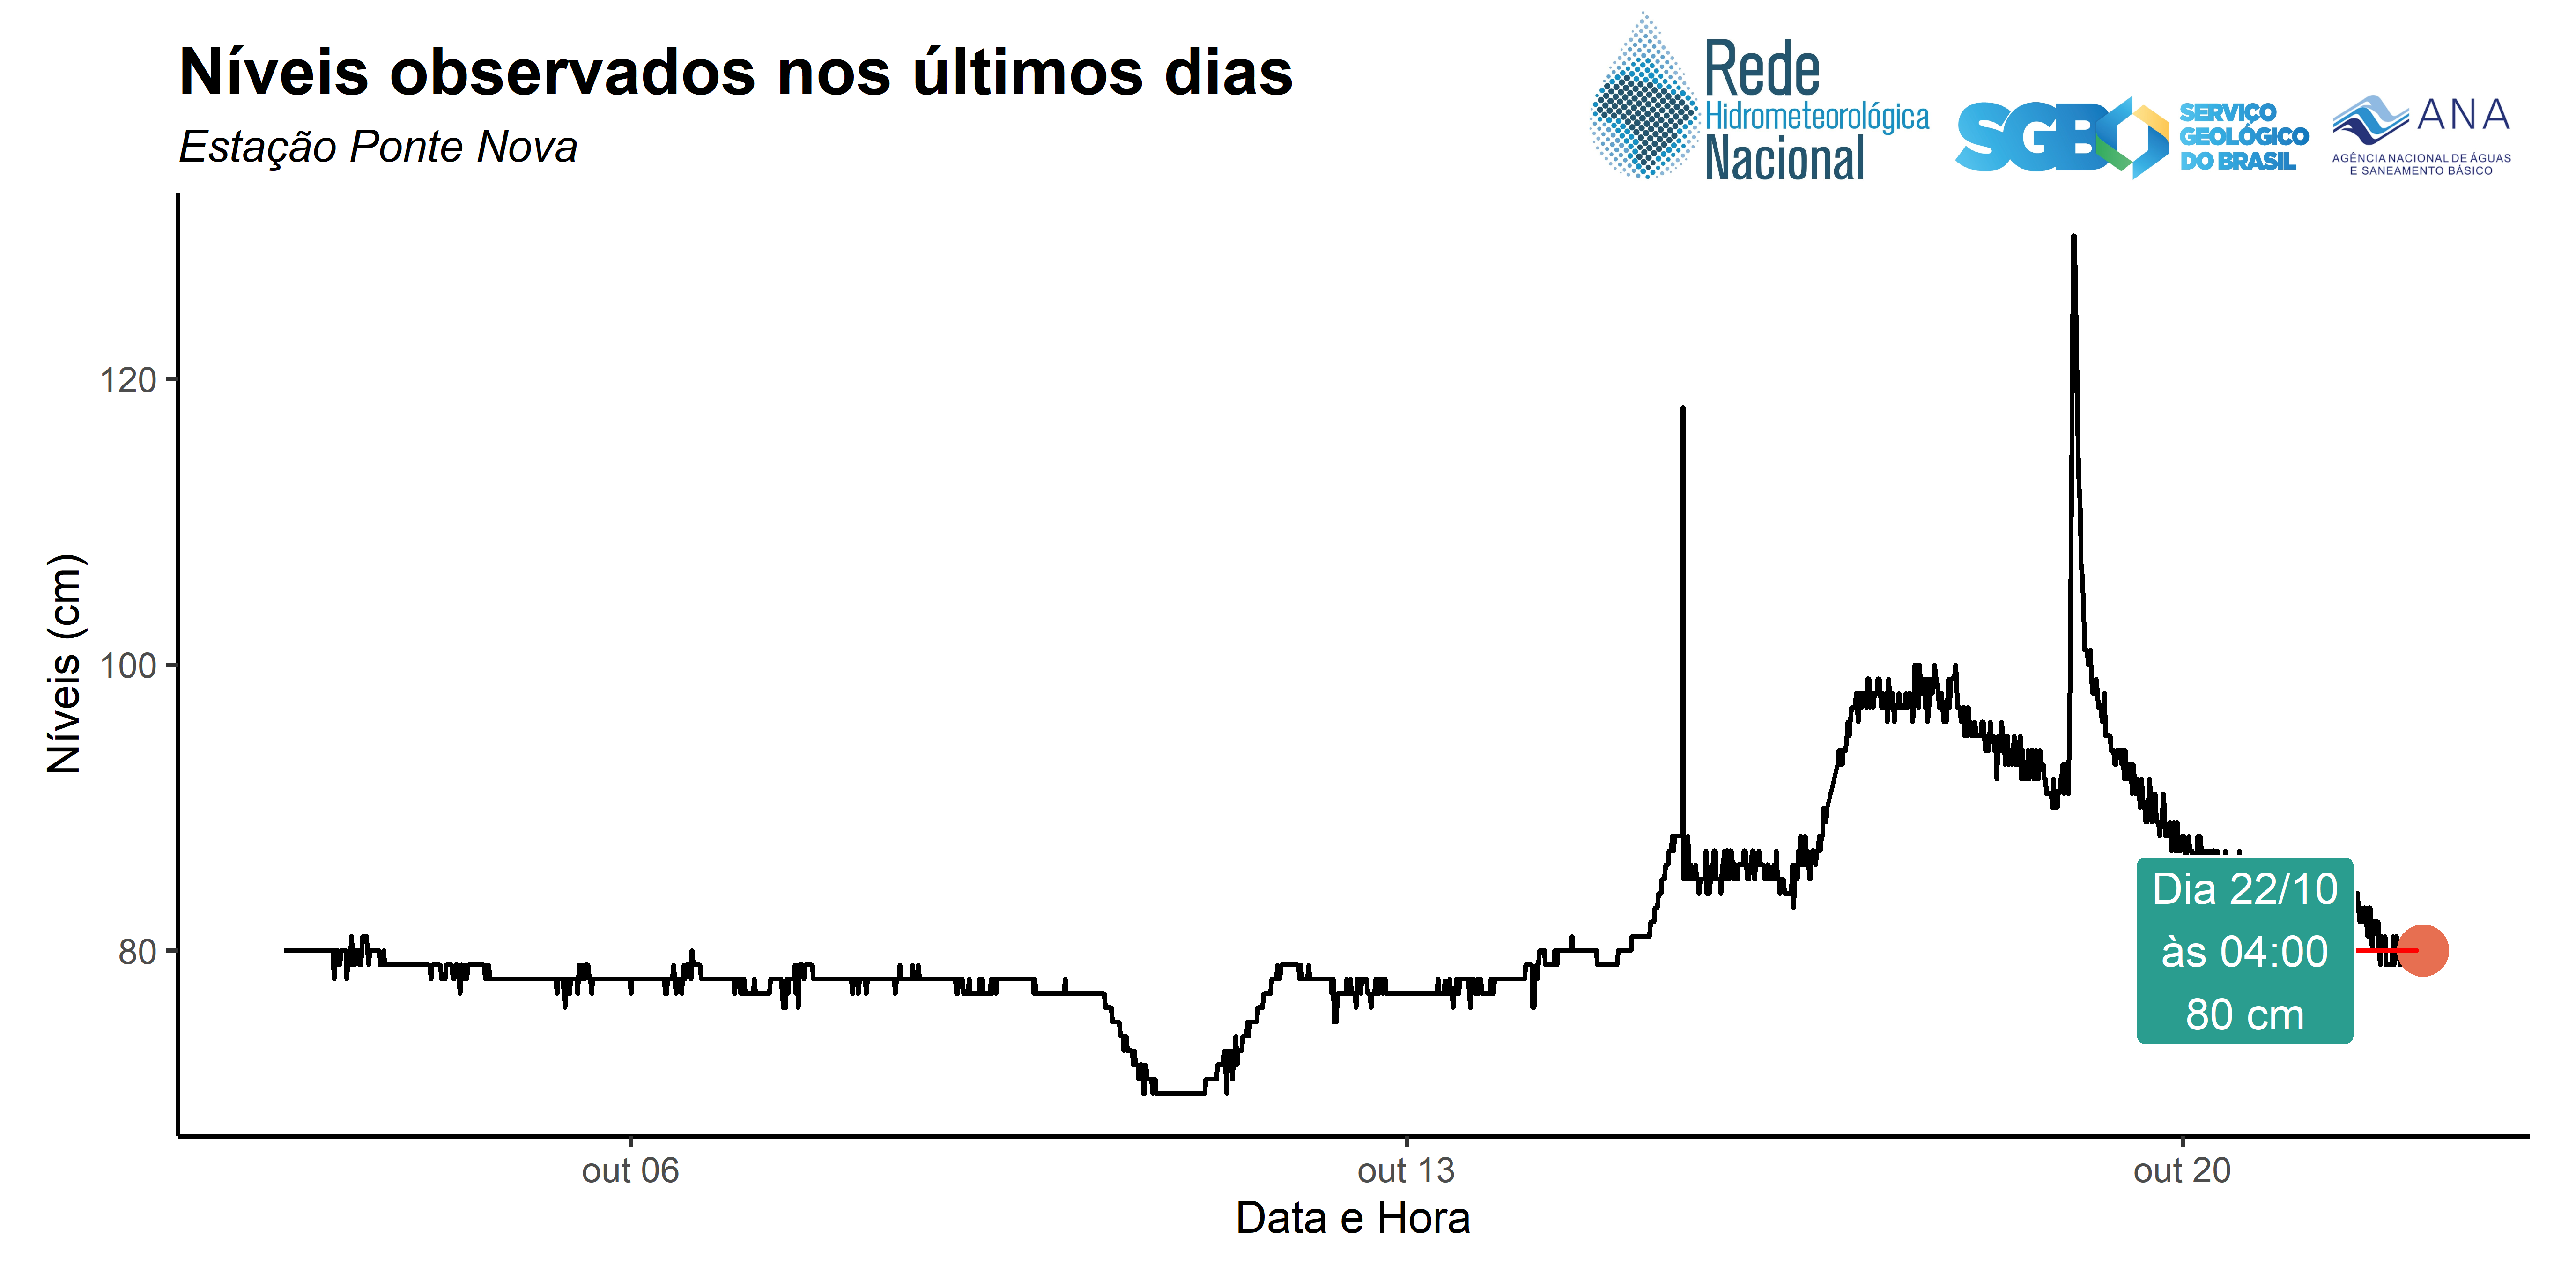 Níveis observados nos últimos dias
Estação Ponte Nova
Rede
Hidrometeorológica
Nacional
SGB
SERVIÇO
GEOLÓGICO
DO BRASIL
ANA
AGÊNCIA NACIONAL DE ÁGUAS
E SANEAMENTO BÁSICO
Níveis (cm)
120
100
80
Dia 22/10
às 04:00
80 cm
out 06
out 13
out 20
Data e Hora